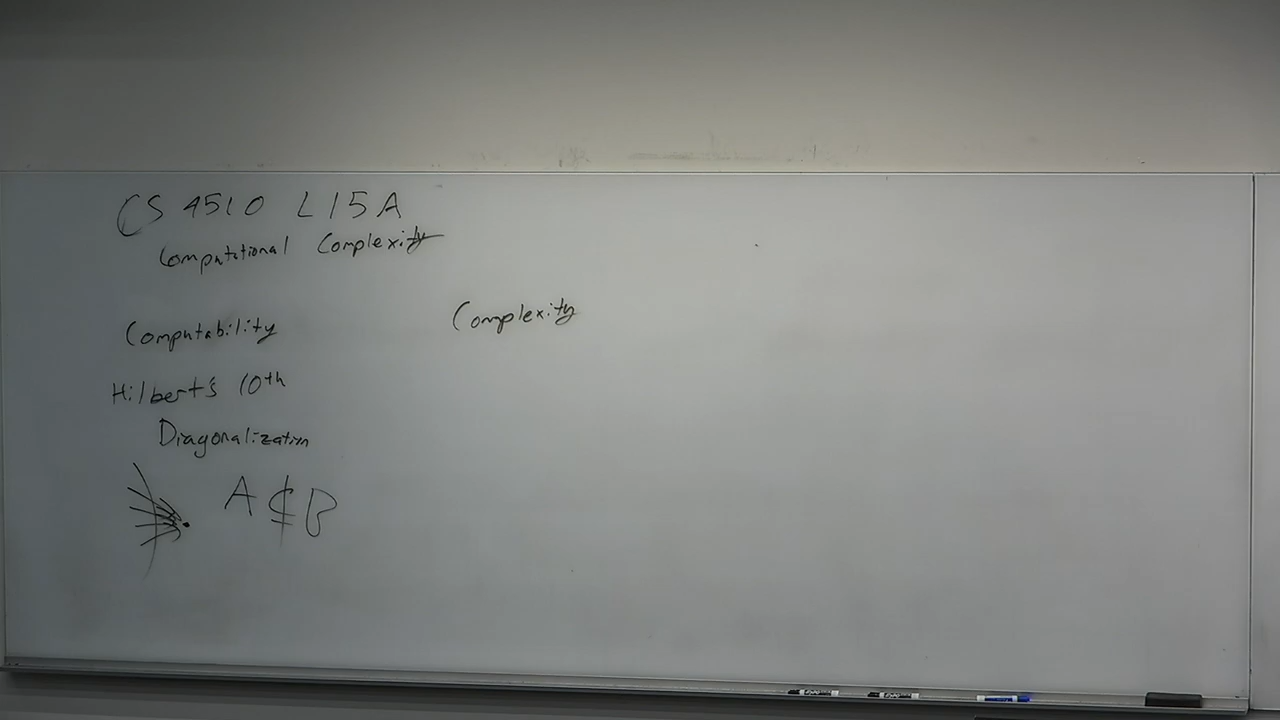 CS 4510 L15A
Computational Complexity
Computability
Complexity
Hilbert's 10th
Diagonalization
A ⊄ B